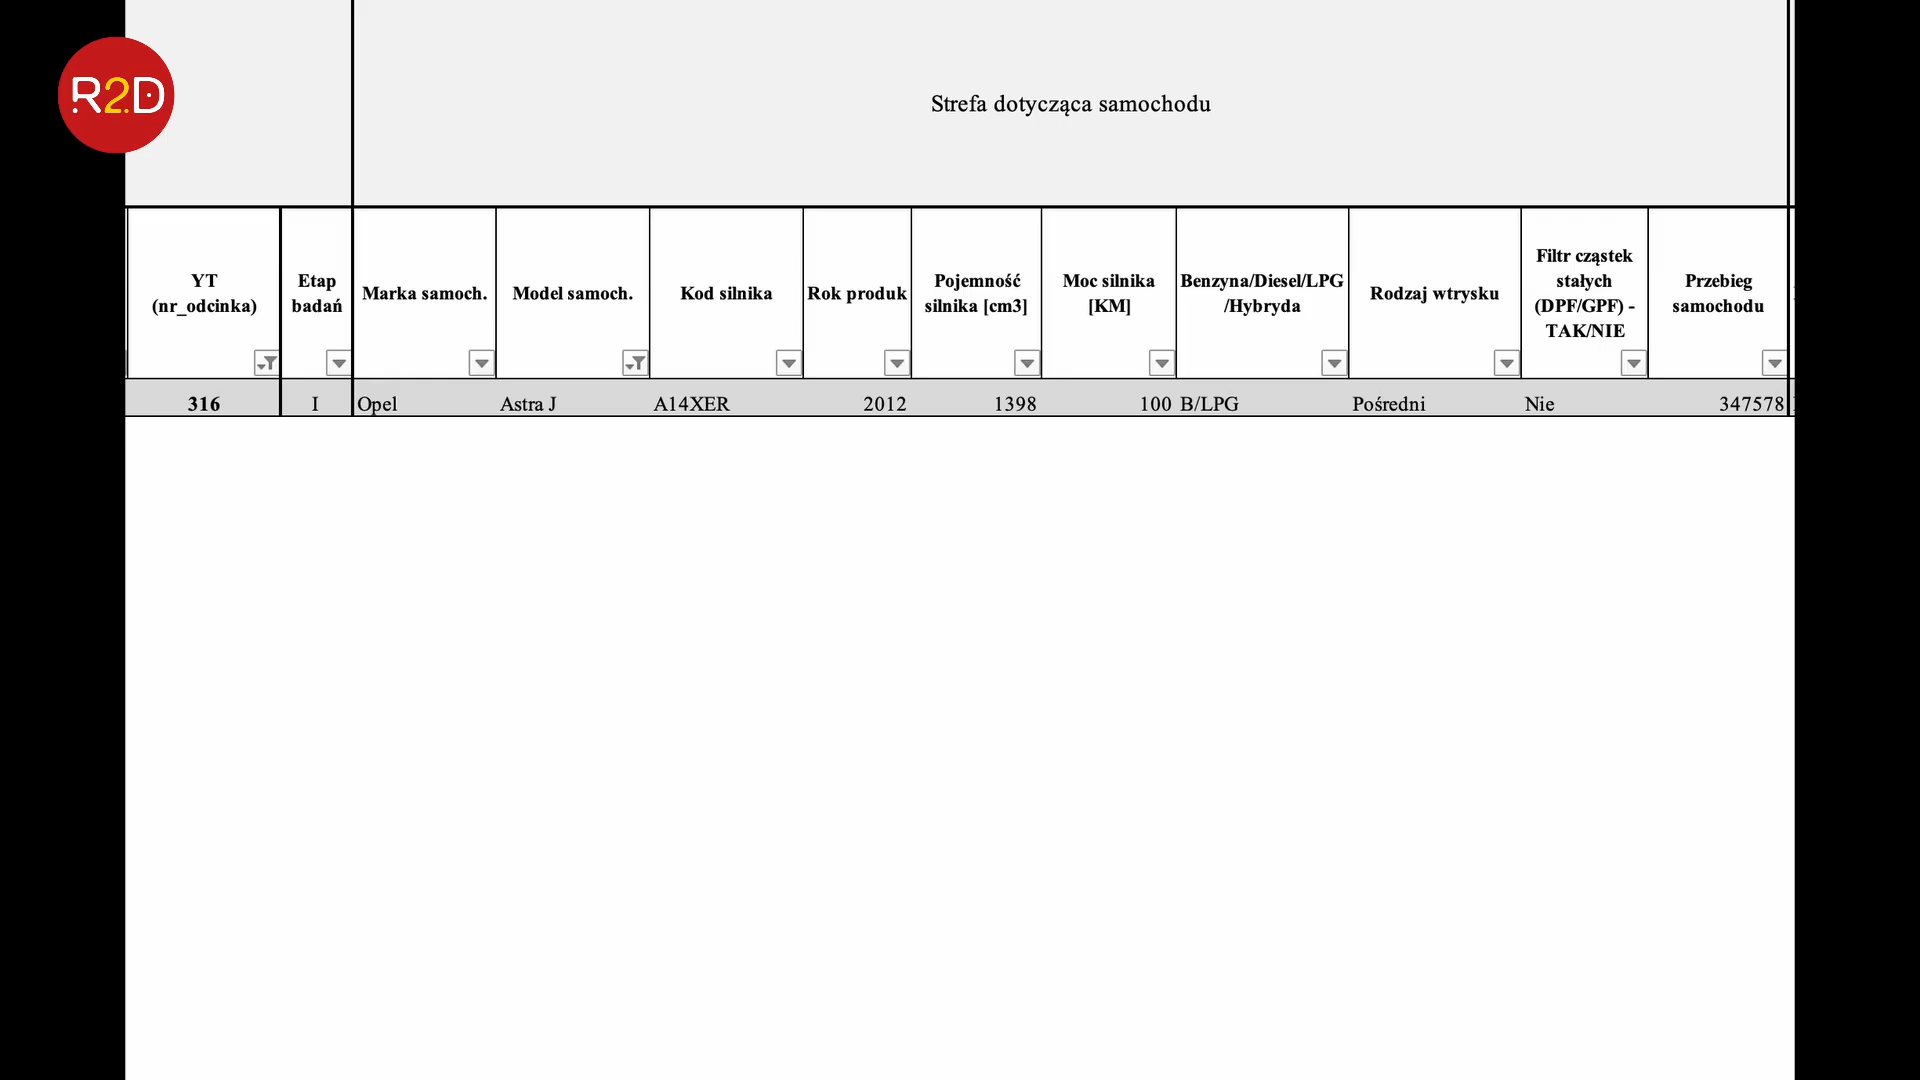 R2D
Strefa dotycząca samochodu
YT
(nr_odcinka)
Etap
badań
Marka samoch.
Model samoch.
Kod silnika
Rok produk
Pojemność
silnika [cm3]
Moc silnika
[KM]
Benzyna/Diesel/LPG
/Hybryda
Rodzaj wtrysku
Filtr cząstek
stałych
(DPF/GPF) -
TAK/NIE
Przebieg
samochodu
316 I Opel Astra J A14XER 2012 1398 100 B/LPG Pośredni Nie 347578